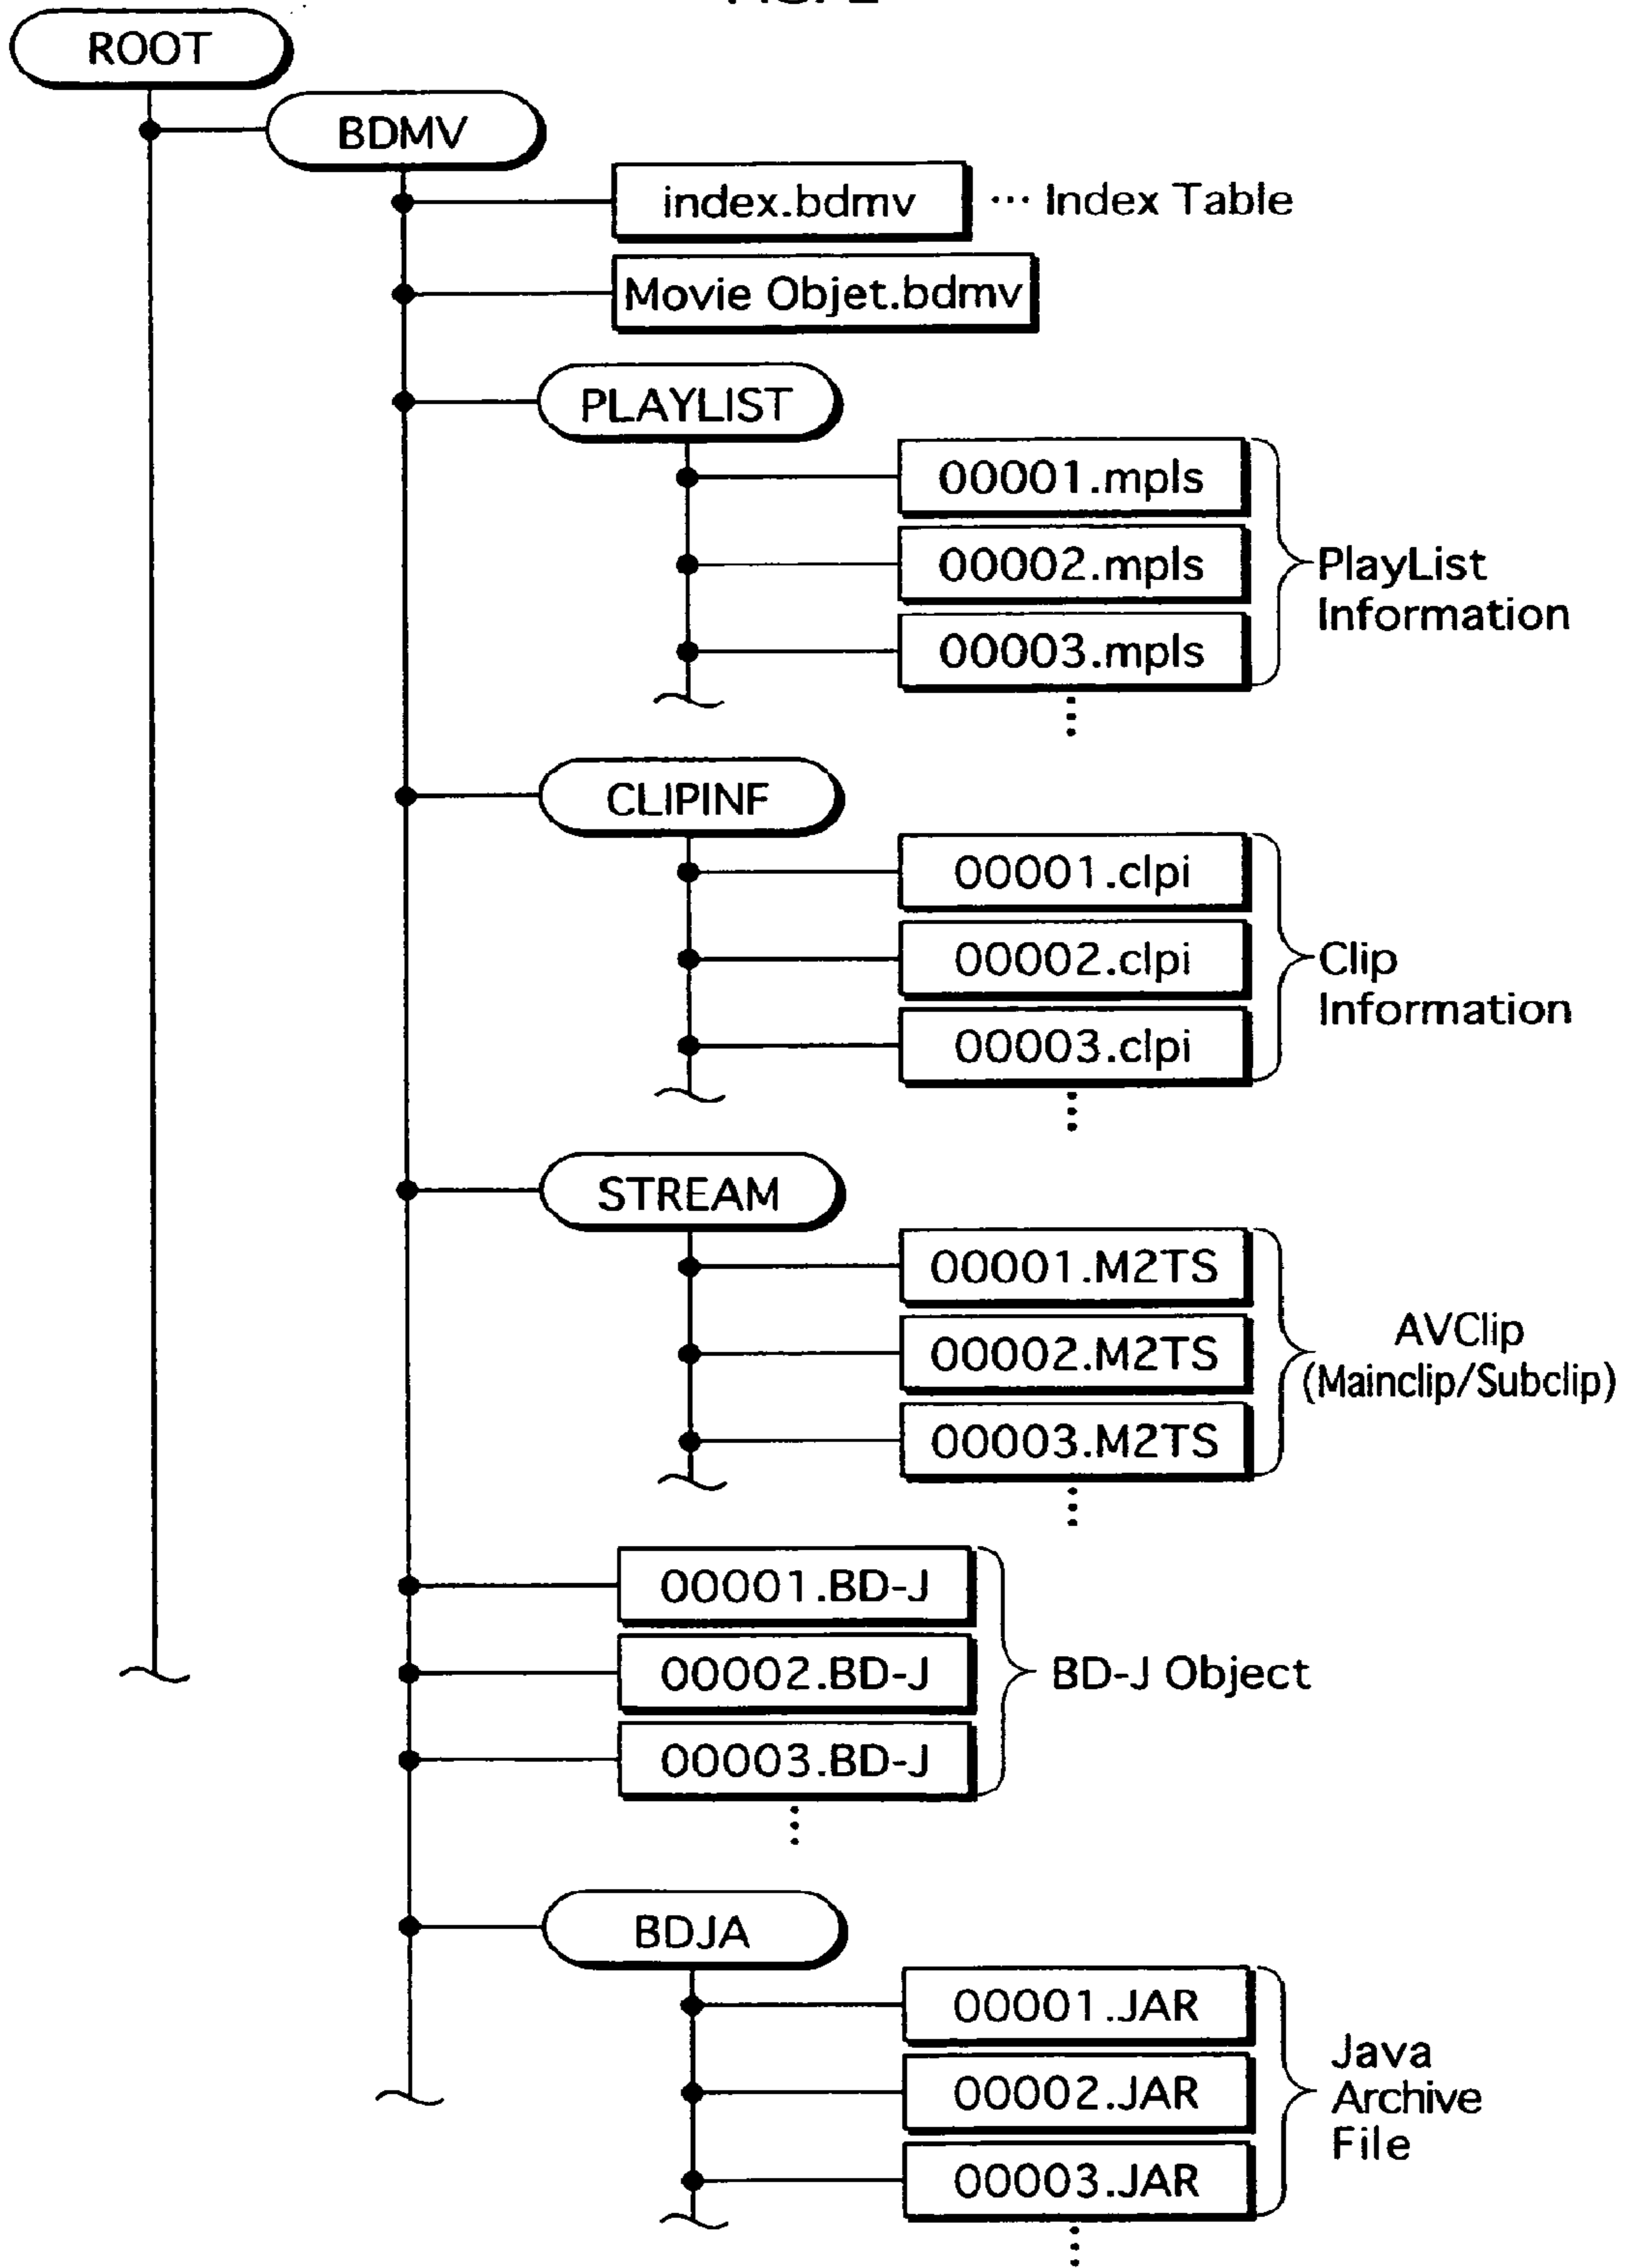 ROOT
BDMV
index.bdmv ... Index Table
Movie Objet.bdmv
PLAYLIST
00001.mpls
00002.mpls
00003.mpls
PlayList
Information
CLIPINF
00001.clpi
00002.clpi
00003.clpi
Clip
Information
STREAM
00001.M2TS
00002.M2TS
00003.M2TS
AVClip
(Mainclip/Subclip)
00001.BD-J
00002.BD-J
00003.BD-J
BD-J Object
BDJA
00001.JAR
00002.JAR
00003.JAR
Java
Archive
File